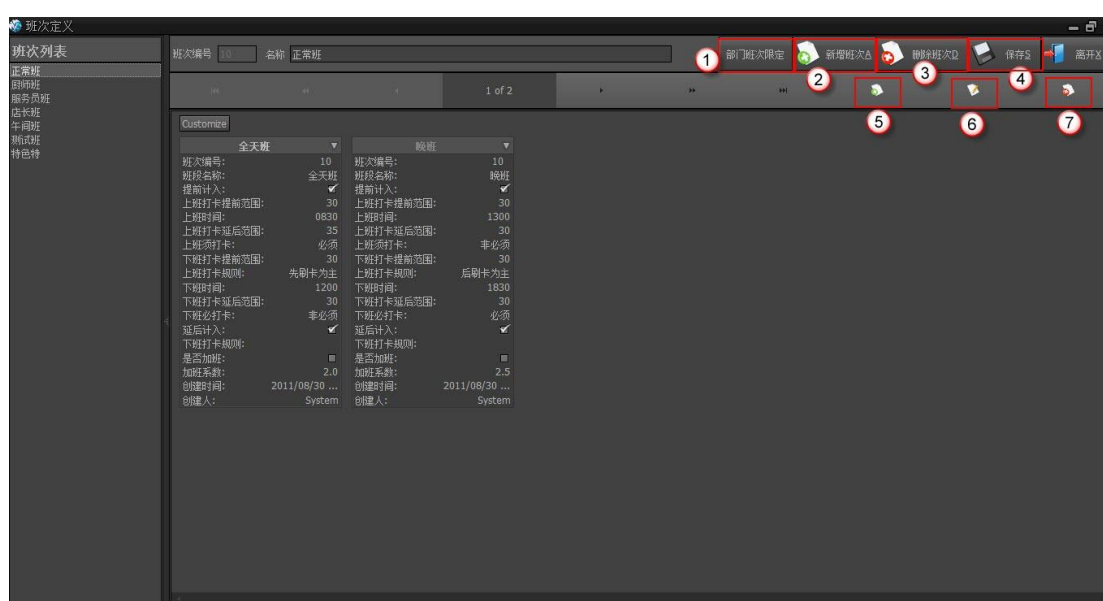 班次定义
班次列表
正常班
厨师班
服务员班
店长班
午间班
测试班
特色特
班次编号 10 名称 正常班
部门班次限定 新增班次A 删除班次D 保存S 离开X
1 2 3 4
1 of 2
5 6 7
Customize
全天班
班次编号: 10
班段名称: 全天班
提前计入:
上班打卡提前范围: 30
上班时间: 0830
上班打卡延后范围: 35
上班须打卡: 必须
下班打卡提前范围: 30
上班打卡规则: 先刷卡为主
下班时间: 1200
下班打卡延后范围: 30
下班必打卡: 非必须
延后计入:
下班打卡规则:
是否加班:
加班系数: 2.0
创建时间: 2011/08/30 ...
创建人: System
晚班
班次编号: 10
班段名称: 晚班
提前计入:
上班打卡提前范围: 30
上班时间: 1300
上班打卡延后范围: 30
上班须打卡: 非必须
下班打卡提前范围: 30
上班打卡规则: 后刷卡为主
下班时间: 1830
下班打卡延后范围: 30
下班必打卡: 必须
延后计入:
下班打卡规则:
是否加班:
加班系数: 2.5
创建时间: 2011/08/30 ...
创建人: System